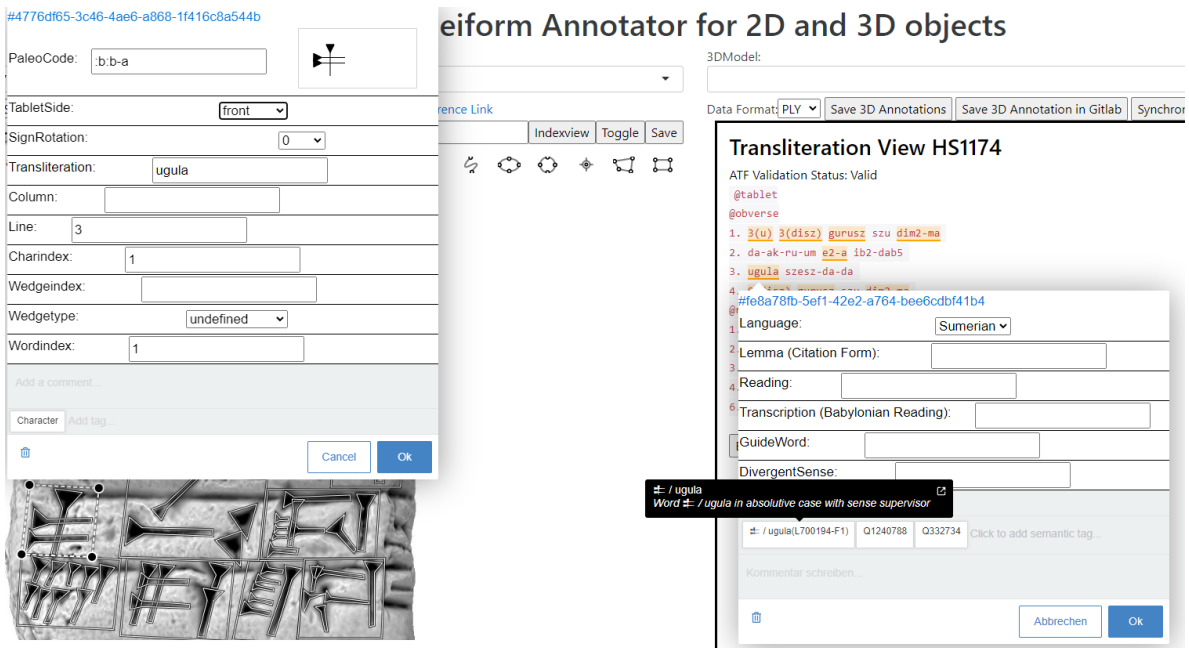 #4776df65-3c46-4ae6-a868-1f416c8a544b
PaleoCode: :b:b-a
TabletSide: front
SignRotation: 0
Transliteration: ugula
Column:
Line: 3
Charindex: 1
Wedgeindex:
Wedgetype: undefined
Wordindex: 1
Add a comment...
Character Add tag...
Cancel Ok
eiform Annotator for 2D and 3D objects
3DModel:
rence Link
Data Format: PLY Save 3D Annotations Save 3D Annotation in Gitlab Synchror
Indexview Toggle Save
Transliteration View HS1174
ATF Validation Status: Valid
@tablet
@obverse
1. 3(u) 3(disz) gurusz szu dim2-ma
2. da-ak-ru-um e2-a ib2-dab5
3. ugula szesz-da-da
4.
#fe8a78fb-5ef1-42e2-a764-bee6cdbf41b4
Language: Sumerian
Lemma (Citation Form):
Reading:
Transcription (Babylonian Reading):
GuideWord:
DivergentSense:
/ ugula
Word / ugula in absolutive case with sense supervisor
/ ugula(L700194-F1) Q1240788 Q332734 Click to add semantic tag...
Kommentar schreiben...
Abbrechen Ok